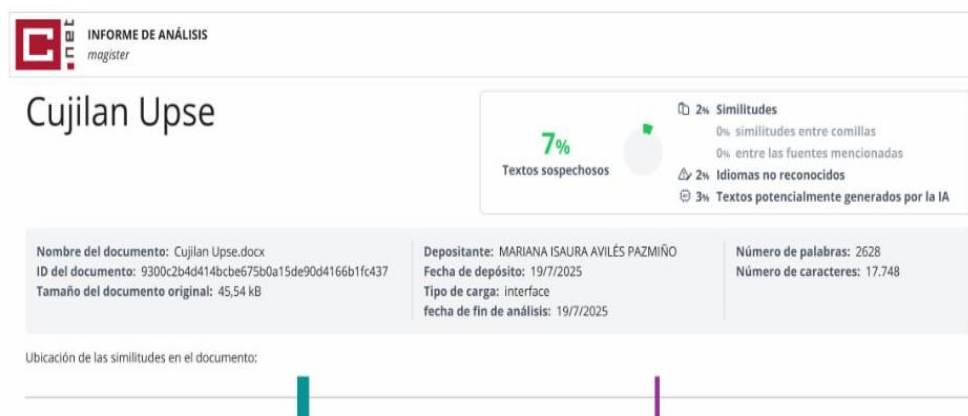 C
.net
INFORME DE ANÁLISIS
magister
Cujilan Upse
7%
Textos sospechosos
2% Similitudes
0% similitudes entre comillas
0% entre las fuentes mencionadas
2% Idiomas no reconocidos
3% Textos potencialmente generados por la IA
Nombre del documento: Cujilan Upse.docx
ID del documento: 9300c2b4d414bcbe675b0a15de90d4166b1fc437
Tamaño del documento original: 45,54 kB
Depositante: MARIANA ISAURA AVILÉS PAZMIÑO
Fecha de depósito: 19/7/2025
Tipo de carga: interface
fecha de fin de análisis: 19/7/2025
Número de palabras: 2628
Número de caracteres: 17.748
Ubicación de las similitudes en el documento: